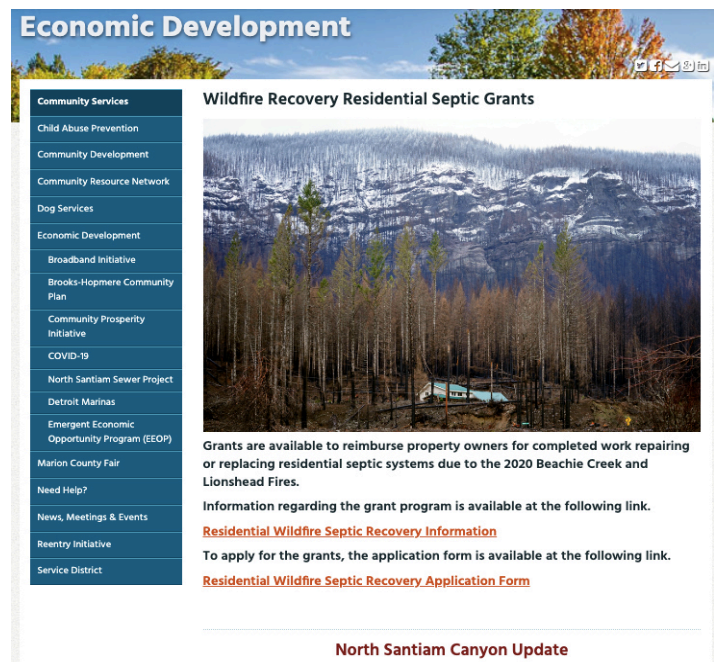 Economic Development
Community Services
Child Abuse Prevention
Community Development
Community Resource Network
Dog Services
Economic Development
Broadband Initiative
Brooks-Hopmere Community
Plan
Community Prosperity
Initiative
COVID-19
North Santiam Sewer Project
Detroit Marinas
Emergent Economic
Opportunity Program (EEOP)
Marion County Fair
Need Help?
News, Meetings & Events
Reentry Initiative
Service District
Wildfire Recovery Residential Septic Grants
Grants are available to reimburse property owners for completed work repairing
or replacing residential septic systems due to the 2020 Beachie Creek and
Lionshead Fires.
Information regarding the grant program is available at the following link.
Residential Wildfire Septic Recovery Information
To apply for the grants, the application form is available at the following link.
Residential Wildfire Septic Recovery Application Form
North Santiam Canyon Update